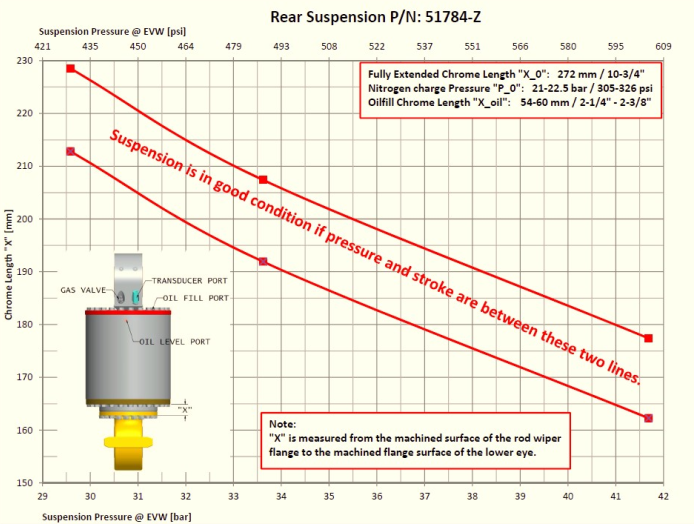 Rear Suspension P/N: 51784-Z
Suspension Pressure @ EVW [psi]
421 435 450 464 479 493 508 522 537 551 566 580 595 609
Fully Extended Chrome Length "X_0": 272 mm / 10-3/4"
Nitrogen charge Pressure "P_0": 21-22.5 bar / 305-326 psi
Oilfill Chrome Length "X_oil": 54-60 mm / 2-1/4" - 2-3/8"
Chrome Length "X" [mm]
230
220
210
200
190
180
170
160
150
Suspension is in good condition if pressure and stroke are between these two lines.
GAS VALVE
TRANSDUCER PORT
OIL FILL PORT
OIL LEVEL PORT
"X"
Note:
"X" is measured from the machined surface of the rod wiper
flange to the machined flange surface of the lower eye.
29 30 31 32 33 34 35 36 37 38 39 40 41 42
Suspension Pressure @ EVW [bar]